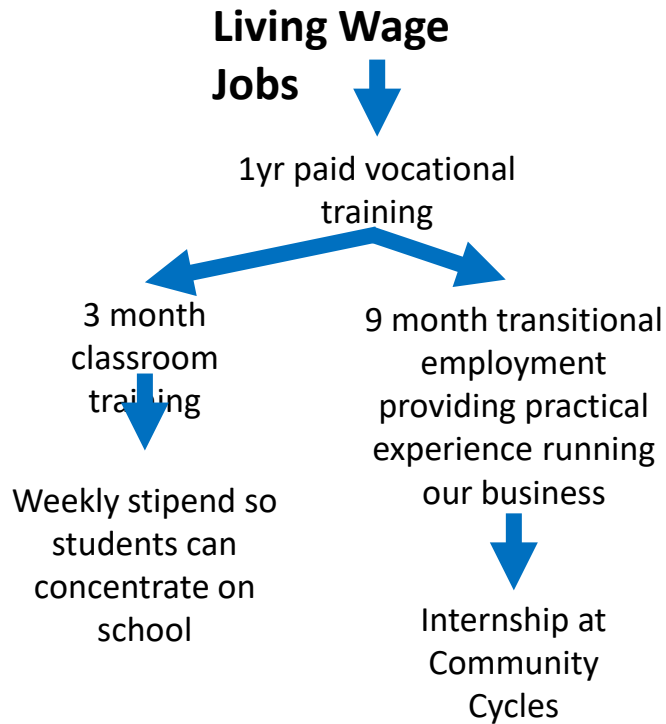 Living Wage
Jobs
1yr paid vocational
training
3 month
classroom
training
9 month transitional
employment
providing practical
experience running
our business
Weekly stipend so
students can
concentrate on
school
Internship at
Community
Cycles